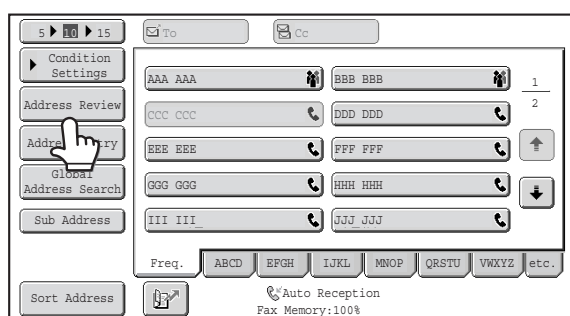 5 10 15
To
Cc
Condition
Settings
Address Review
Global
Address Search
Sub Address
Sort Address
AAA AAA
BBB BBB
CCC CCC
DDD DDD
EEE EEE
FFF FFF
GGG GGG
HHH HHH
III III
JJJ JJJ
1
2
Freq.
ABCD
EFGH
IJKL
MNOP
QRSTU
VWXYZ
etc.
Auto Reception
Fax Memory:100%